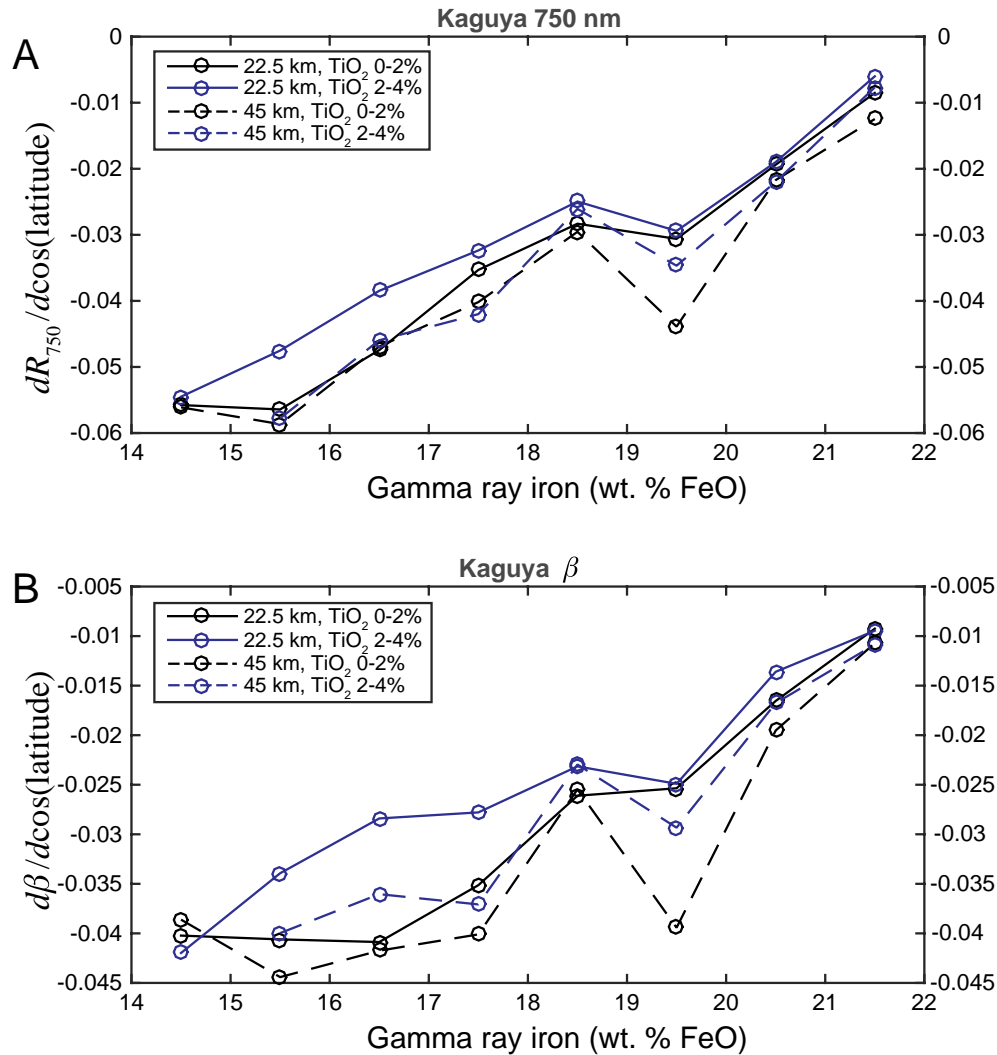 Kaguya 750 nm
A
0
-0.01
-0.02
-0.03
-0.04
-0.05
-0.06
0
-0.01
-0.02
-0.03
-0.04
-0.05
-0.06
22.5 km, TiO₂ 0-2%
22.5 km, TiO₂ 2-4%
45 km, TiO₂ 0-2%
45 km, TiO₂ 2-4%
dR₇₅₀/dcos(latitude)
14 15 16 17 18 19 20 21 22
Gamma ray iron (wt. % FeO)
Kaguya β
B
-0.005
-0.01
-0.015
-0.02
-0.025
-0.03
-0.035
-0.04
-0.045
-0.005
-0.01
-0.015
-0.02
-0.025
-0.03
-0.035
-0.04
-0.045
22.5 km, TiO₂ 0-2%
22.5 km, TiO₂ 2-4%
45 km, TiO₂ 0-2%
45 km, TiO₂ 2-4%
dβ/dcos(latitude)
14 15 16 17 18 19 20 21 22
Gamma ray iron (wt. % FeO)